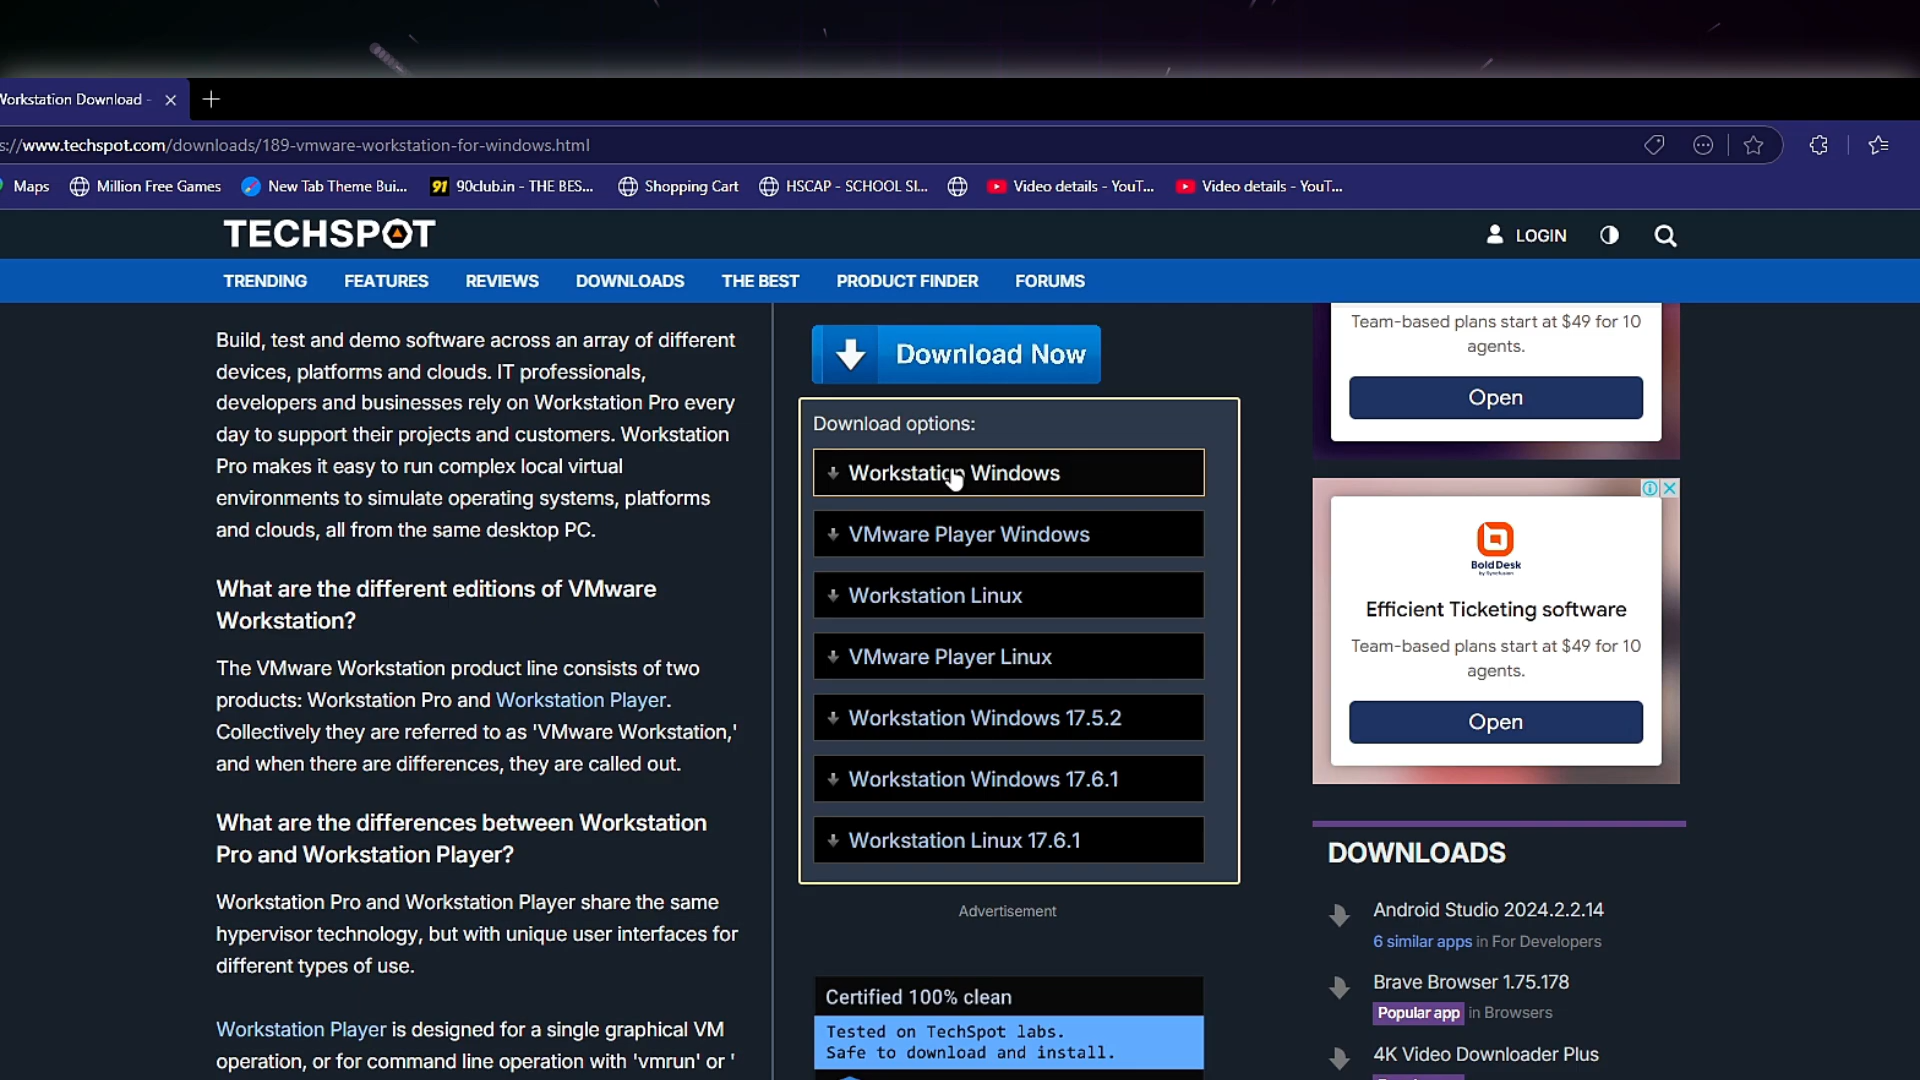 Workstation Download -
s://www.techspot.com/downloads/189-vmware-workstation-for-windows.html
Maps
Million Free Games
New Tab Theme Bui...
91 90club.in - THE BES...
Shopping Cart
HSCAP - SCHOOL SI...
Video details - YouT...
Video details - YouT...
TECHSPOT
LOGIN
TRENDING
FEATURES
REVIEWS
DOWNLOADS
THE BEST
PRODUCT FINDER
FORUMS
Build, test and demo software across an array of different
devices, platforms and clouds. IT professionals,
developers and businesses rely on Workstation Pro every
day to support their projects and customers. Workstation
Pro makes it easy to run complex local virtual
environments to simulate operating systems, platforms
and clouds, all from the same desktop PC.
What are the different editions of VMware
Workstation?
The VMware Workstation product line consists of two
products: Workstation Pro and Workstation Player.
Collectively they are referred to as 'VMware Workstation,'
and when there are differences, they are called out.
What are the differences between Workstation
Pro and Workstation Player?
Workstation Pro and Workstation Player share the same
hypervisor technology, but with unique user interfaces for
different types of use.
Workstation Player is designed for a single graphical VM
operation, or for command line operation with 'vmrun' or '
Download Now
Download options:
Workstation Windows
VMware Player Windows
Workstation Linux
VMware Player Linux
Workstation Windows 17.5.2
Workstation Windows 17.6.1
Workstation Linux 17.6.1
Advertisement
Certified 100% clean
Tested on TechSpot labs.
Safe to download and install.
Team-based plans start at $49 for 10
agents.
Open
BoldDesk
by Syncfusion
Efficient Ticketing software
Team-based plans start at $49 for 10
agents.
Open
DOWNLOADS
Android Studio 2024.2.2.14
6 similar apps in For Developers
Brave Browser 1.75.178
Popular app in Browsers
4K Video Downloader Plus